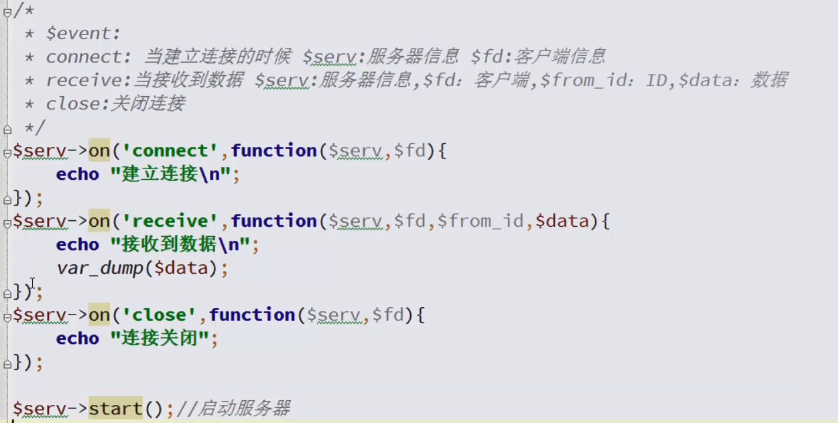 /*
 * $event:
 * connect: 当建立连接的时候 $serv:服务器信息 $fd:客户端信息
 * receive:当接收到数据 $serv:服务器信息,$fd：客户端,$from_id：ID,$data：数据
 * close:关闭连接
 */
$serv->on('connect',function($serv,$fd){
    echo "建立连接\n";
});
$serv->on('receive',function($serv,$fd,$from_id,$data){
    echo "接收到数据\n";
    var_dump($data);
});
$serv->on('close',function($serv,$fd){
    echo "连接关闭";
});
$serv->start();//启动服务器